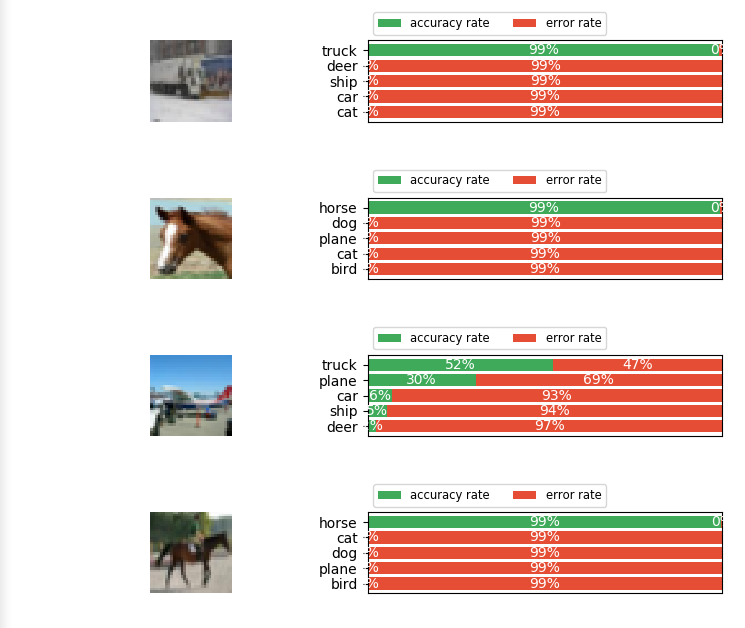 accuracy rate error rate
truck 99% 0%
deer % 99%
ship % 99%
car % 99%
cat % 99%
accuracy rate error rate
horse 99% 0%
dog % 99%
plane % 99%
cat % 99%
bird % 99%
accuracy rate error rate
truck 52% 47%
plane 30% 69%
car 6% 93%
ship 5% 94%
deer % 97%
accuracy rate error rate
horse 99% 0%
cat % 99%
dog % 99%
plane % 99%
bird % 99%